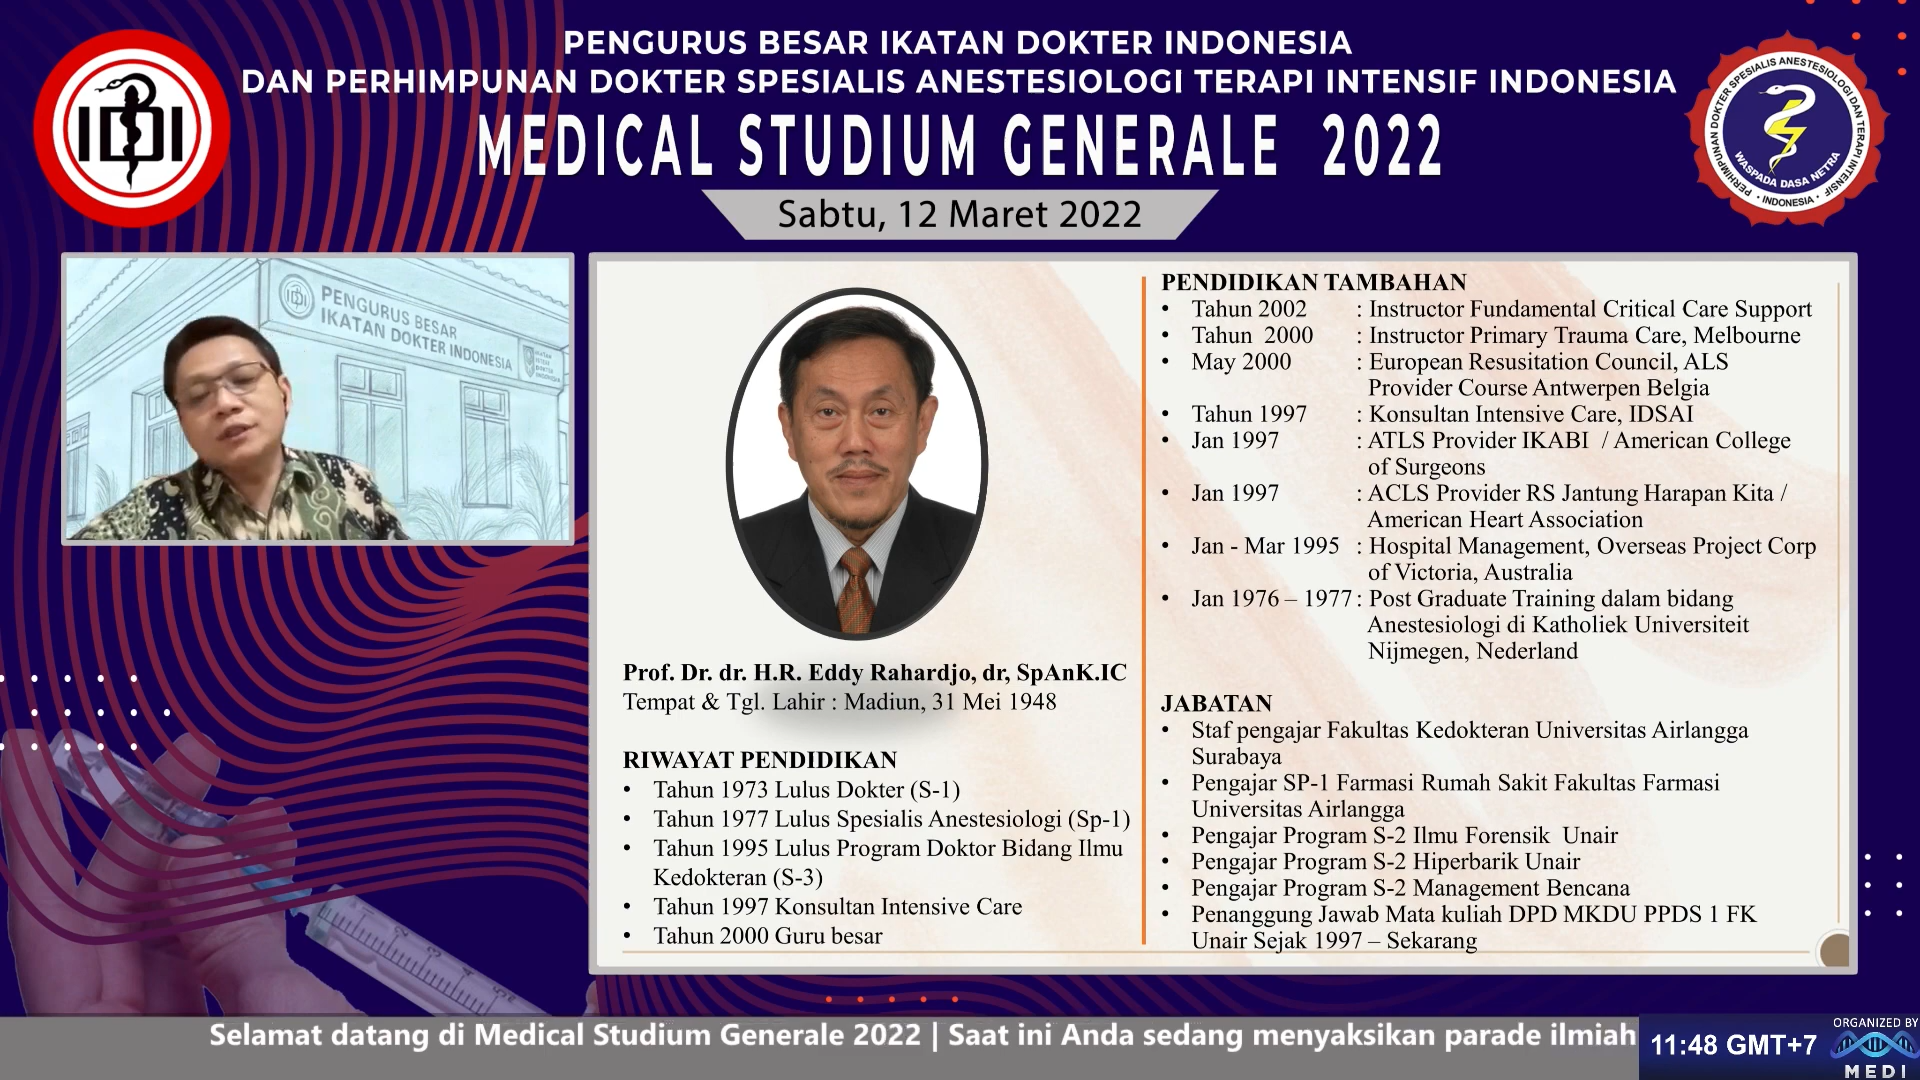 PENGURUS BESAR IKATAN DOKTER INDONESIA
DAN PERHIMPUNAN DOKTER SPESIALIS ANESTESIOLOGI TERAPI INTENSIF INDONESIA
MEDICAL STUDIUM GENERALE 2022
Sabtu, 12 Maret 2022
IDI
PERHIMPUNAN DOKTER SPESIALIS ANESTESIOLOGI DAN TERAPI INTENSIF
WASPADA DASA NETRA
• INDONESIA •
IDI
PENGURUS BESAR
IKATAN DOKTER INDONESIA
IKATAN
ISTRI
DOKTER
INDONESIA
Prof. Dr. dr. H.R. Eddy Rahardjo, dr, SpAnK.IC
Tempat & Tgl. Lahir : Madiun, 31 Mei 1948
RIWAYAT PENDIDIKAN
• Tahun 1973 Lulus Dokter (S-1)
• Tahun 1977 Lulus Spesialis Anestesiologi (Sp-1)
• Tahun 1995 Lulus Program Doktor Bidang Ilmu
Kedokteran (S-3)
• Tahun 1997 Konsultan Intensive Care
• Tahun 2000 Guru besar
PENDIDIKAN TAMBAHAN
• Tahun 2002 : Instructor Fundamental Critical Care Support
• Tahun 2000 : Instructor Primary Trauma Care, Melbourne
• May 2000 : European Resusitation Council, ALS
Provider Course Antwerpen Belgia
• Tahun 1997 : Konsultan Intensive Care, IDSAI
• Jan 1997 : ATLS Provider IKABI / American College
of Surgeons
• Jan 1997 : ACLS Provider RS Jantung Harapan Kita /
American Heart Association
• Jan - Mar 1995 : Hospital Management, Overseas Project Corp
of Victoria, Australia
• Jan 1976 – 1977 : Post Graduate Training dalam bidang
Anestesiologi di Katholiek Universiteit
Nijmegen, Nederland
JABATAN
• Staf pengajar Fakultas Kedokteran Universitas Airlangga
Surabaya
• Pengajar SP-1 Farmasi Rumah Sakit Fakultas Farmasi
Universitas Airlangga
• Pengajar Program S-2 Ilmu Forensik Unair
• Pengajar Program S-2 Hiperbarik Unair
• Pengajar Program S-2 Management Bencana
• Penanggung Jawab Mata kuliah DPD MKDU PPDS 1 FK
Unair Sejak 1997 – Sekarang
Selamat datang di Medical Studium Generale 2022 | Saat ini Anda sedang menyaksikan parade ilmiah
11:48 GMT+7
ORGANIZED BY
MEDI